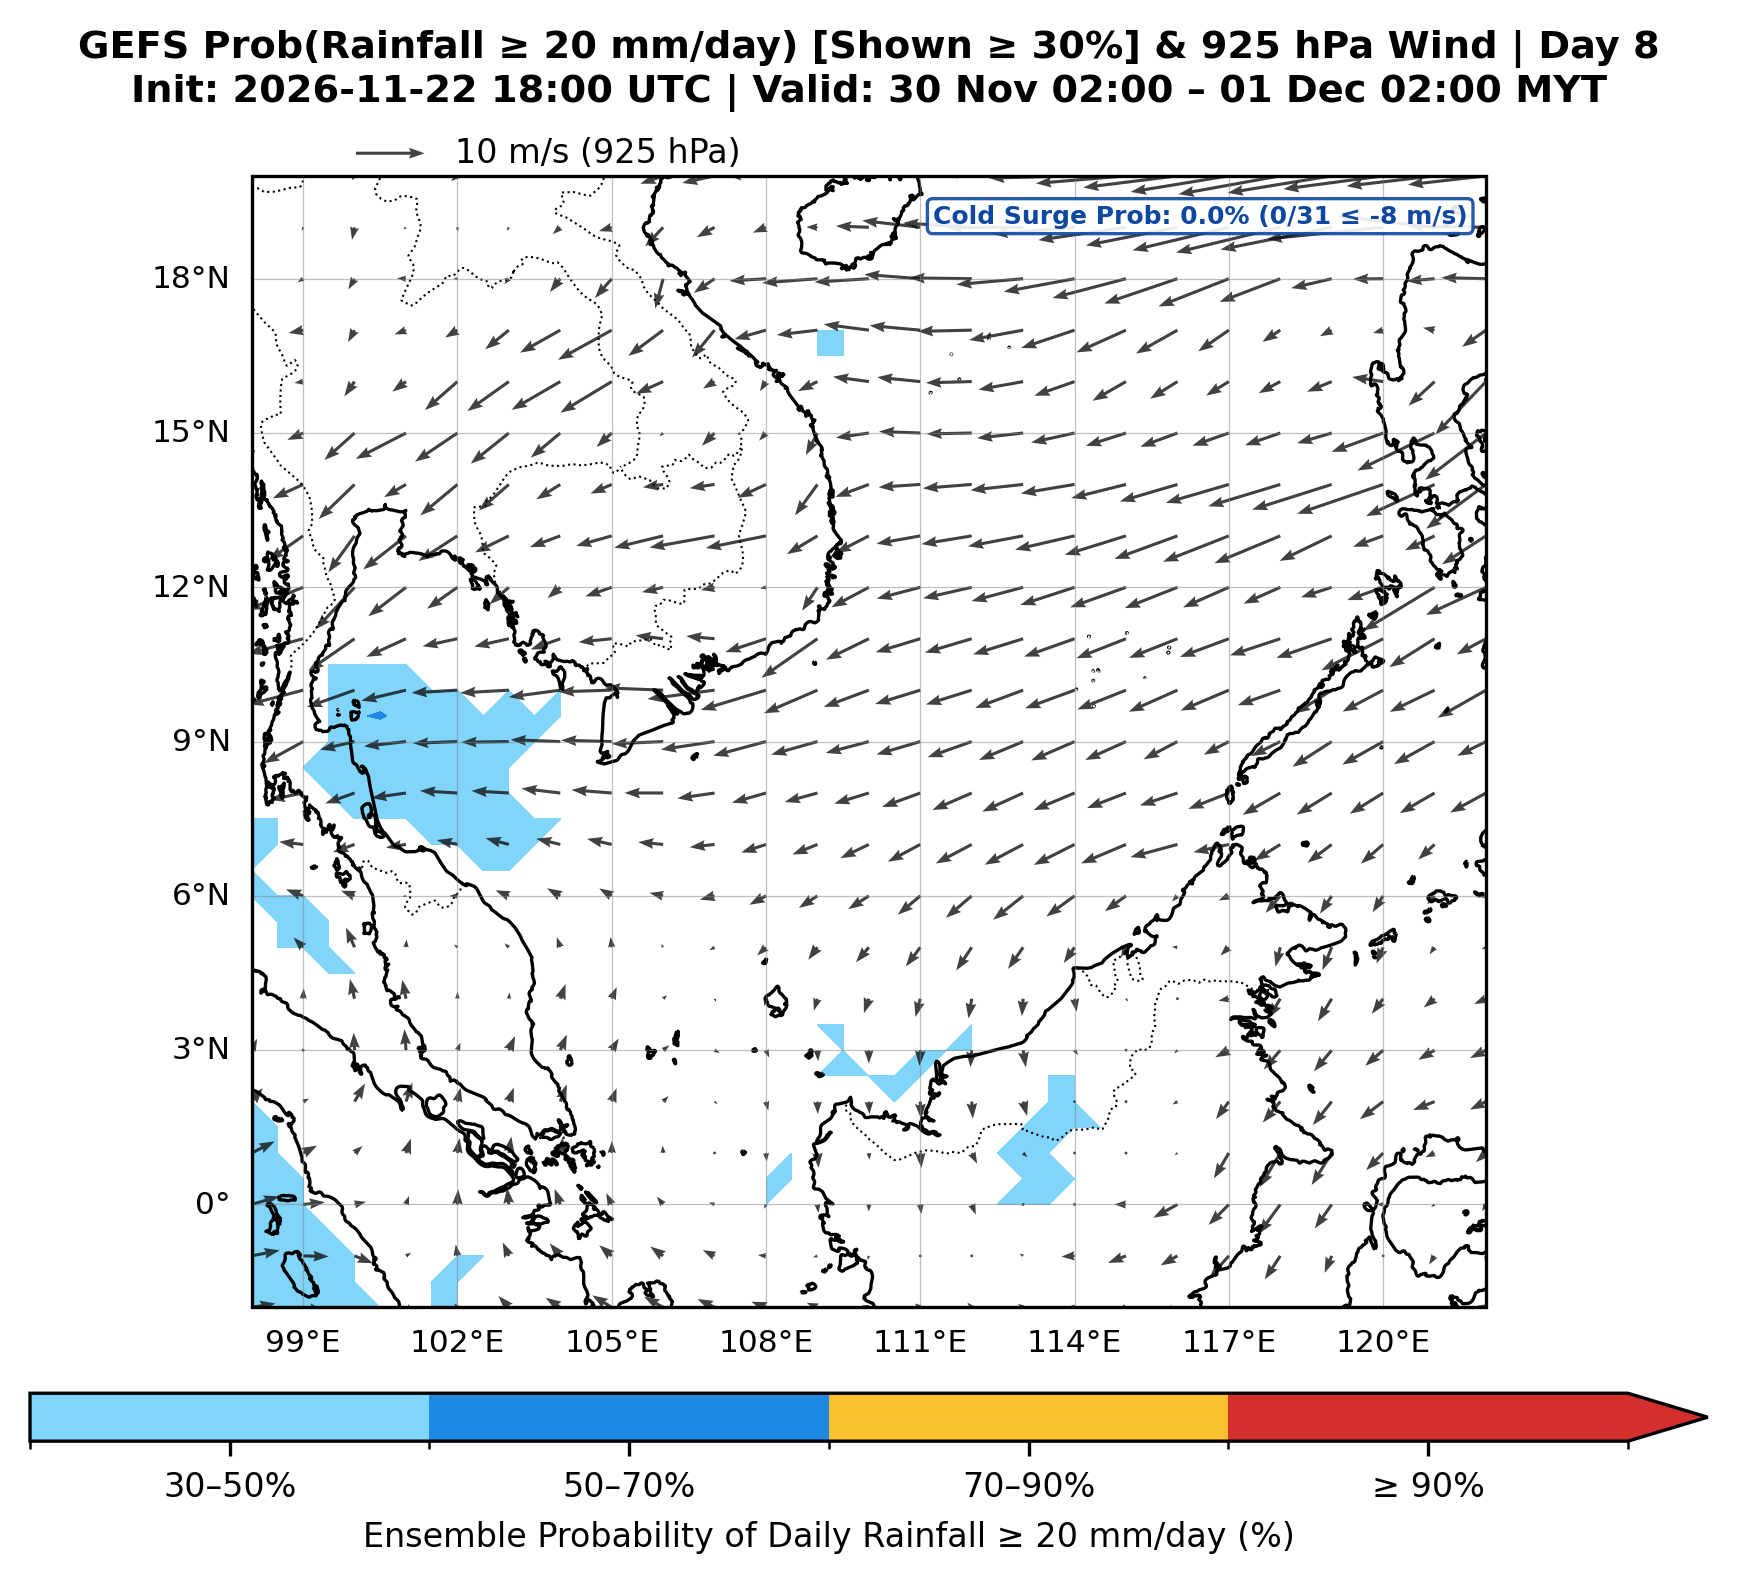 GEFS Prob(Rainfall ≥ 20 mm/day) [Shown ≥ 30%] & 925 hPa Wind | Day 8
Init: 2026-11-22 18:00 UTC | Valid: 30 Nov 02:00 – 01 Dec 02:00 MYT
10 m/s (925 hPa)
Cold Surge Prob: 0.0% (0/31 ≤ -8 m/s)
18°N
15°N
12°N
9°N
6°N
3°N
0°
99°E 102°E 105°E 108°E 111°E 114°E 117°E 120°E
30–50% 50–70% 70–90% ≥ 90%
Ensemble Probability of Daily Rainfall ≥ 20 mm/day (%)